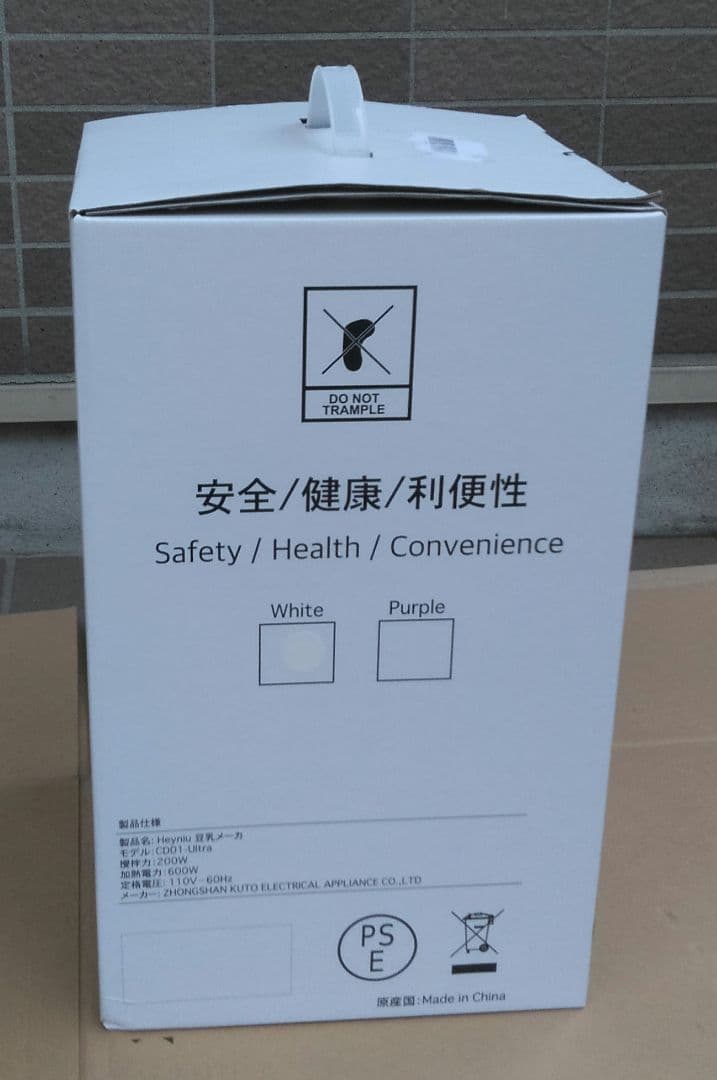 DO NOT
TRAMPLE
安全/健康/利便性
Safety / Health / Convenience
White Purple
製品仕様
製品名: Heyniu 豆乳メーカ
モデル:CD01-Ultra
攪拌力:200W
加熱電力:600W
定格電圧: 110V~60Hz
メーカー: ZHONGSHAN KUTO ELECTRICAL APPLIANCE CO.,LTD
PS
E
原産国:Made in China